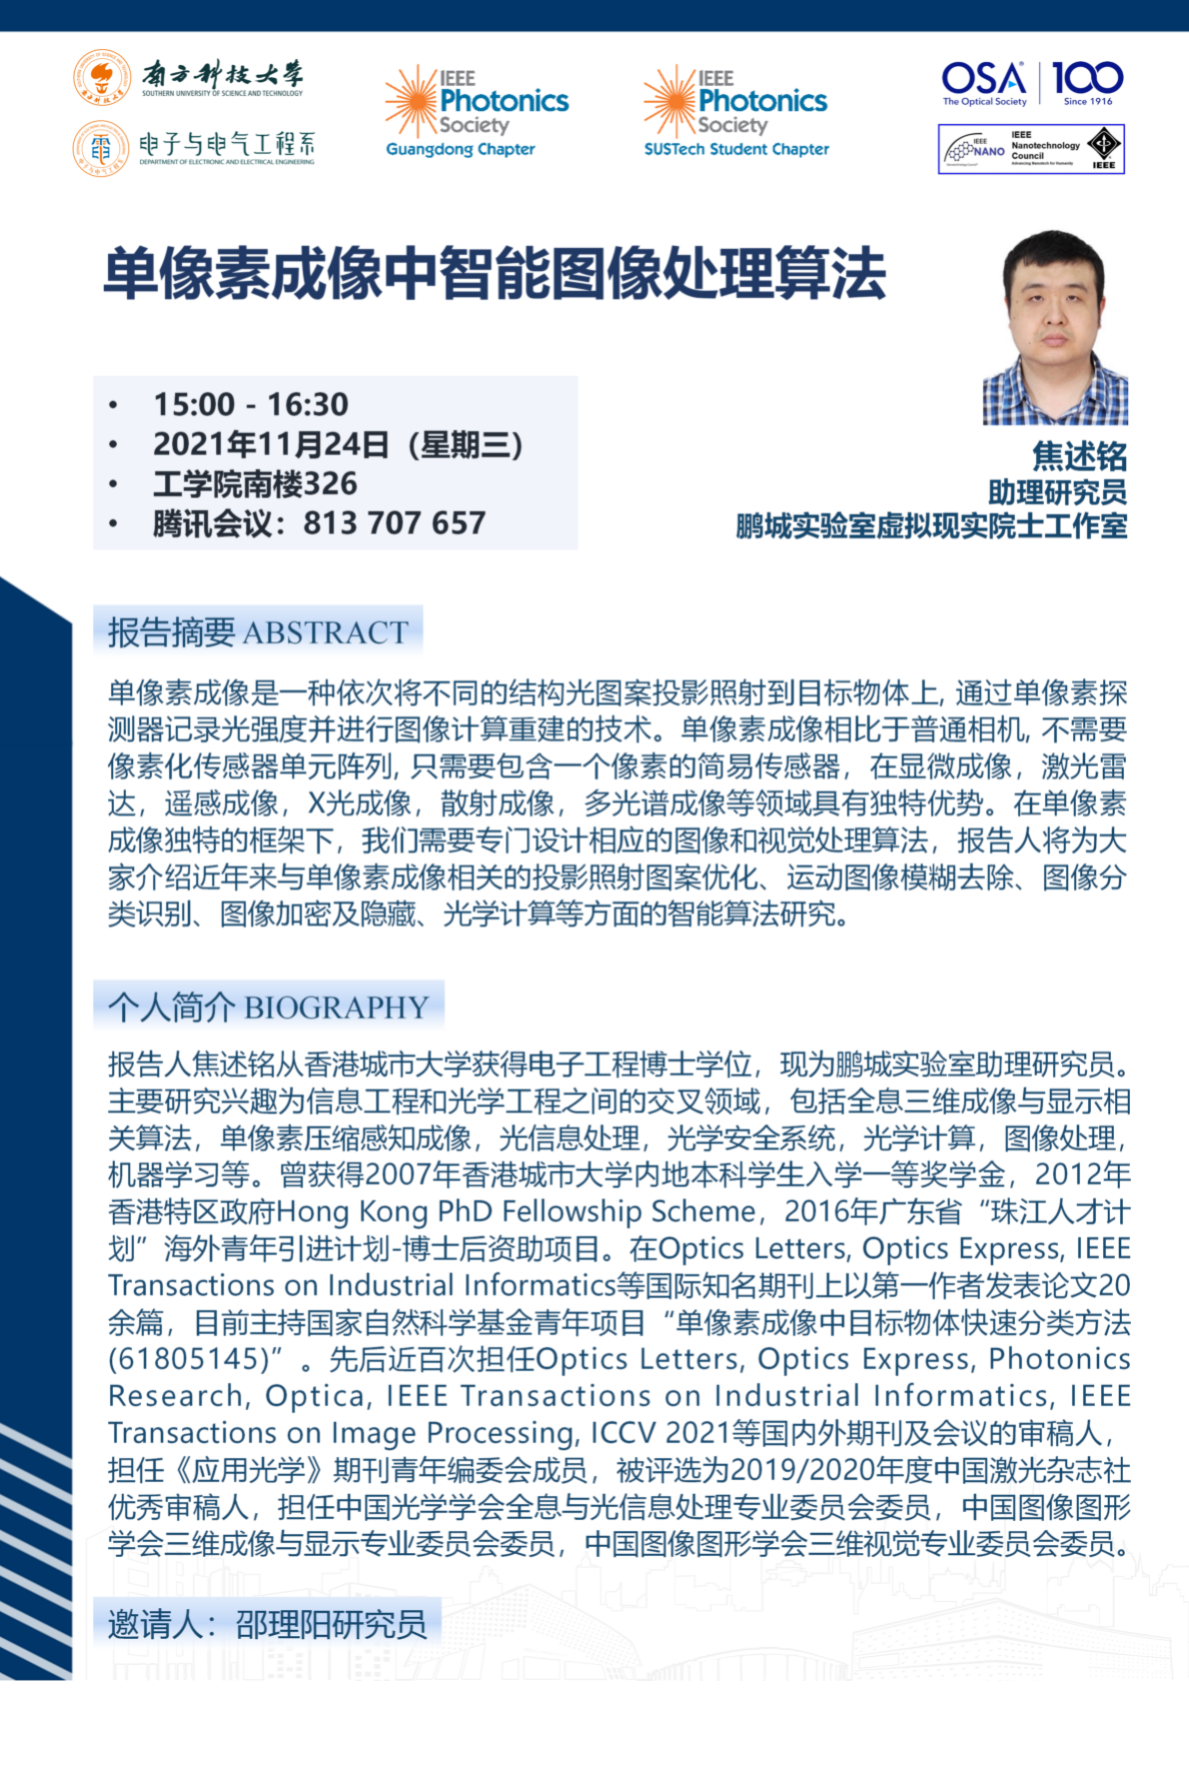 南方科技大学
SOUTHERN UNIVERSITY OF SCIENCE AND TECHNOLOGY
电子与电气工程系
DEPARTMENT OF ELECTRONIC AND ELECTRICAL ENGINEERING
IEEE
Photonics
Society
Guangdong Chapter
IEEE
Photonics
Society
SUSTech Student Chapter
OSA® 100
The Optical Society Since 1916
IEEE
NANO
IEEE
Nanotechnology
Council
Advancing Nanotech for Humanity
IEEE
单像素成像中智能图像处理算法
• 15:00 - 16:30
• 2021年11月24日（星期三）
• 工学院南楼326
• 腾讯会议：813 707 657
焦述铭
助理研究员
鹏城实验室虚拟现实院士工作室
报告摘要 ABSTRACT
单像素成像是一种依次将不同的结构光图案投影照射到目标物体上, 通过单像素探
测器记录光强度并进行图像计算重建的技术。单像素成像相比于普通相机, 不需要
像素化传感器单元阵列, 只需要包含一个像素的简易传感器，在显微成像，激光雷
达，遥感成像，X光成像，散射成像，多光谱成像等领域具有独特优势。在单像素
成像独特的框架下，我们需要专门设计相应的图像和视觉处理算法，报告人将为大
家介绍近年来与单像素成像相关的投影照射图案优化、运动图像模糊去除、图像分
类识别、图像加密及隐藏、光学计算等方面的智能算法研究。
个人简介 BIOGRAPHY
报告人焦述铭从香港城市大学获得电子工程博士学位，现为鹏城实验室助理研究员。
主要研究兴趣为信息工程和光学工程之间的交叉领域，包括全息三维成像与显示相
关算法，单像素压缩感知成像，光信息处理，光学安全系统，光学计算，图像处理，
机器学习等。曾获得2007年香港城市大学内地本科学生入学一等奖学金，2012年
香港特区政府Hong Kong PhD Fellowship Scheme，2016年广东省“珠江人才计
划”海外青年引进计划-博士后资助项目。在Optics Letters, Optics Express, IEEE
Transactions on Industrial Informatics等国际知名期刊上以第一作者发表论文20
余篇，目前主持国家自然科学基金青年项目“单像素成像中目标物体快速分类方法
(61805145)”。先后近百次担任Optics Letters, Optics Express, Photonics
Research, Optica, IEEE Transactions on Industrial Informatics, IEEE
Transactions on Image Processing, ICCV 2021等国内外期刊及会议的审稿人，
担任《应用光学》期刊青年编委会成员，被评选为2019/2020年度中国激光杂志社
优秀审稿人，担任中国光学学会全息与光信息处理专业委员会委员，中国图像图形
学会三维成像与显示专业委员会委员，中国图像图形学会三维视觉专业委员会委员。
邀请人：邵理阳研究员